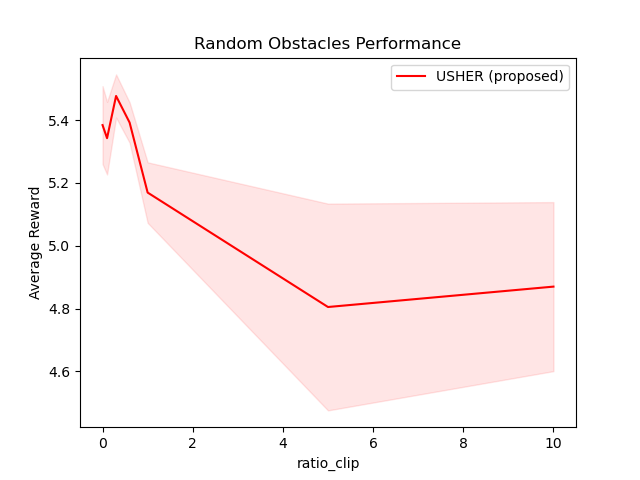 Random Obstacles Performance
USHER (proposed)
5.4
5.2
5.0
4.8
4.6
Average Reward
0 2 4 6 8 10
ratio_clip